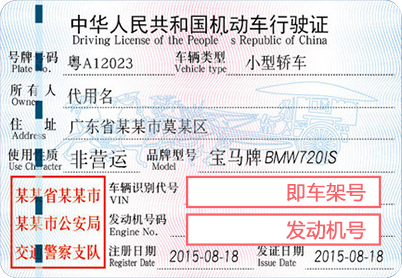 中华人民共和国机动车行驶证
Driving License of the People  s Republic of China
号牌号码 粤A12023 车辆类型 小型轿车
Plate No. Vehicle type
所有人 代用名
Owner
住址 广东省某某市莫某区
Address
使用性质 非营运 品牌型号 宝马牌BMW720IS
Use Character Model
某某省某某市
某某市公安局
交通警察支队
车辆识别代号 即车架号
VIN
发动机号码 发动机号
Engine No.
注册日期 2015-08-18 发证日期 2015-08-18
Register Date Issue Date